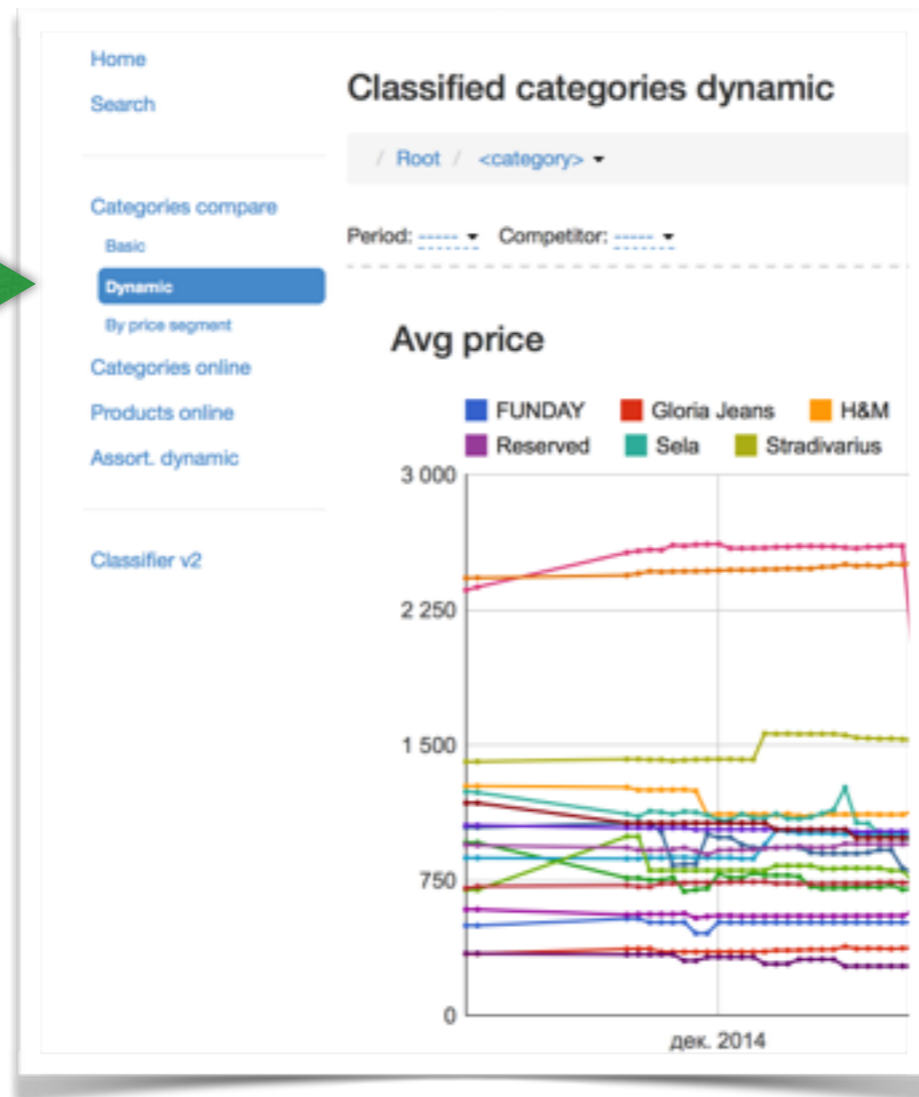 Home
Search
Categories compare
Basic
Dynamic
By price segment
Categories online
Products online
Assort. dynamic
Classifier v2
Classified categories dynamic
/ Root / <category>
Period: ----- Competitor: -----
Avg price
FUNDAY Gloria Jeans H&M
Reserved Sela Stradivarius
3 000
2 250
1 500
750
0
дек. 2014